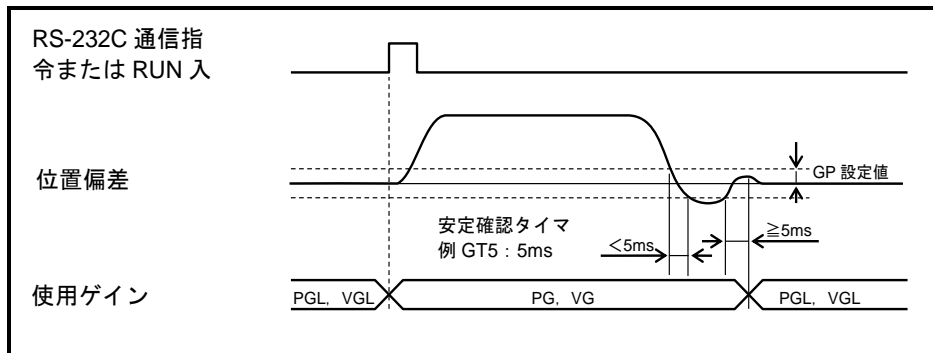 RS-232C 通信指
令または RUN 入
位置偏差
GP 設定値
安定確認タイマ
例 GT5:5ms
<5ms
≧5ms
使用ゲイン
PGL, VGL
PG, VG
PGL, VGL